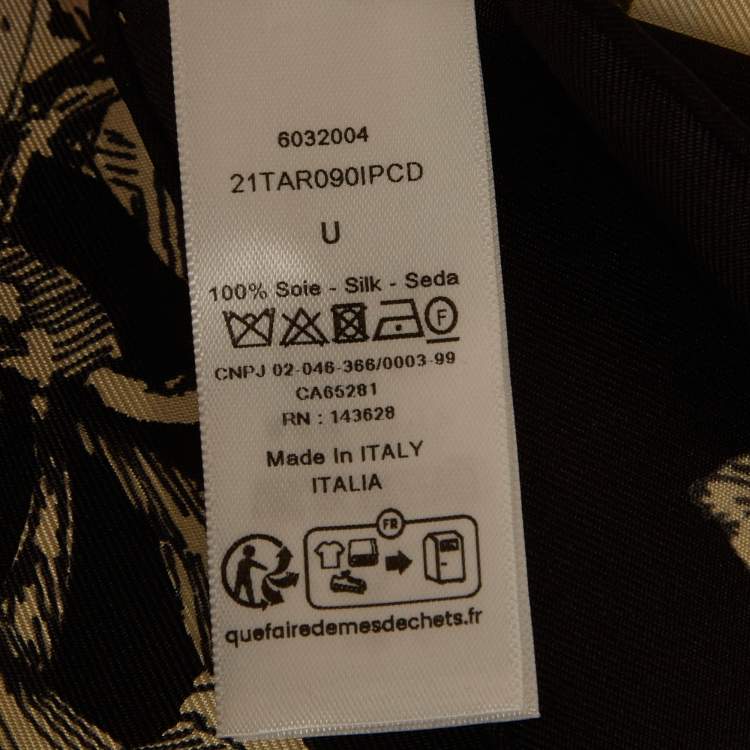 6032004
21TAR090IPCD
U
100% Soie - Silk - Seda
F
CNPJ 02-046-366/0003-99
CA65281
RN : 143628
Made In ITALY
ITALIA
FR
quefairedemesdechets.fr